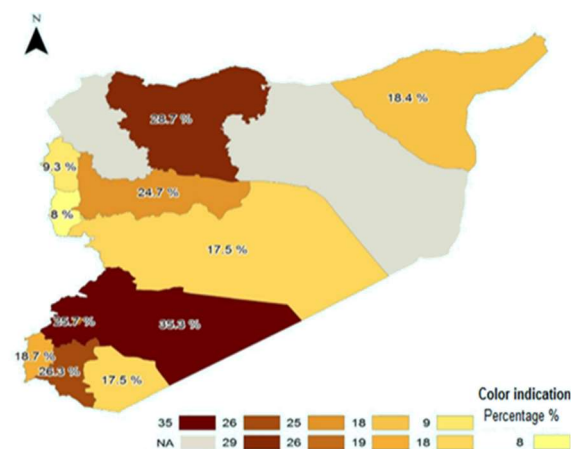 N
18.4 %
28.7 %
9.3 %
24.7 %
8 %
17.5 %
25.7 %
35.3 %
18.7 %
26.3 %
17.5 %
Color indication
Percentage %
35 26 25 18 9
NA 29 26 19 18 8